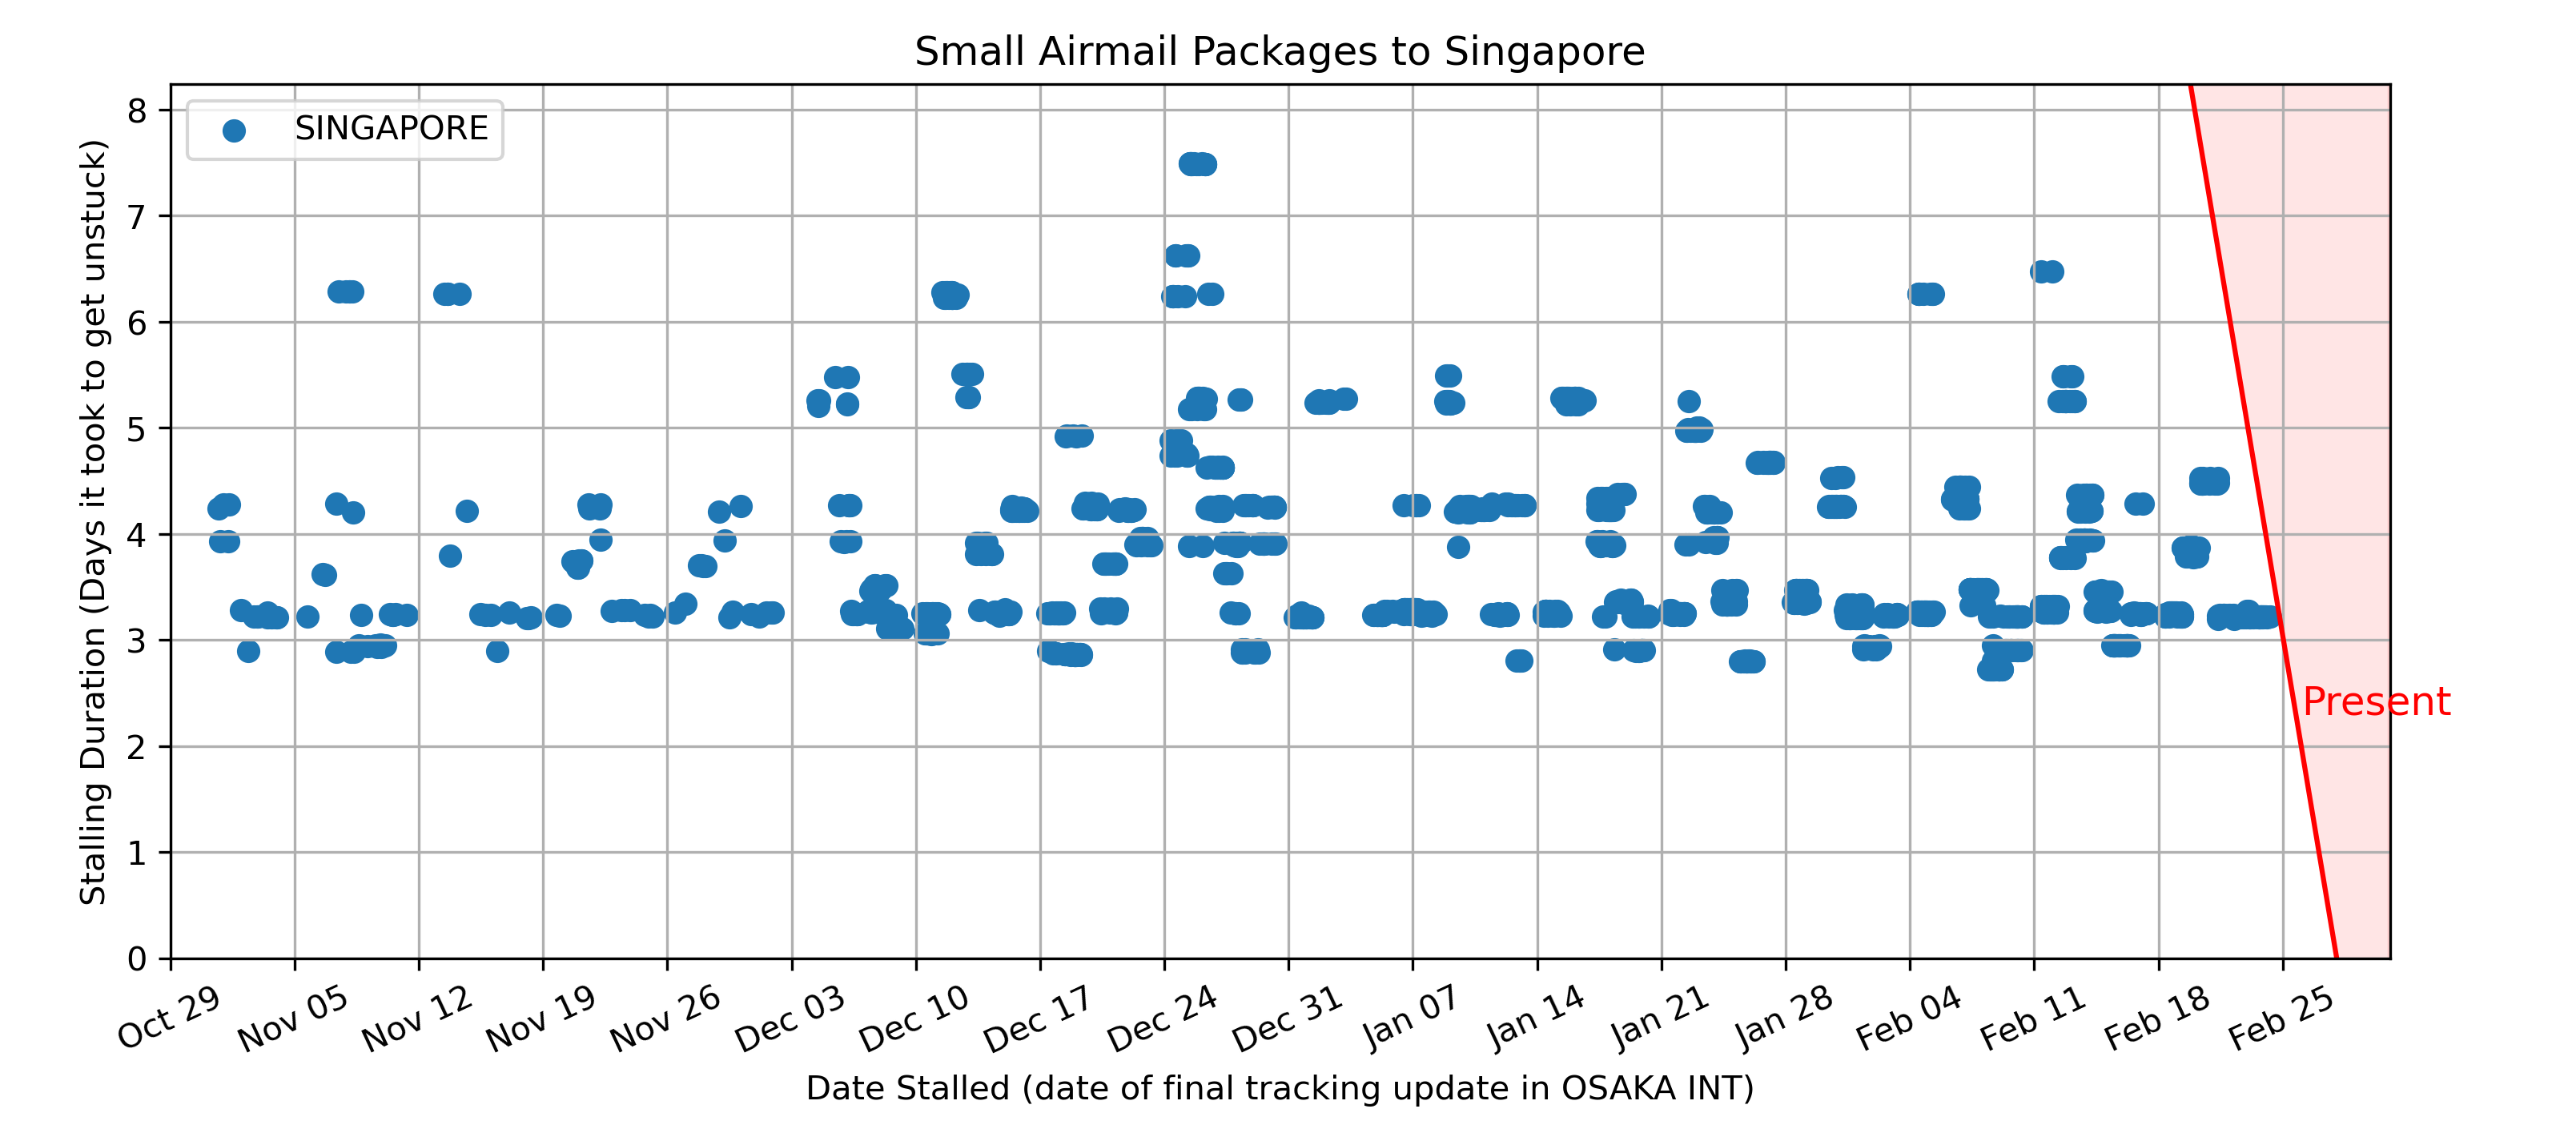 Small Airmail Packages to Singapore
SINGAPORE
Stalling Duration (Days it took to get unstuck)
8
7
6
5
4
3
2
1
0
Present
Oct 29
Nov 05
Nov 12
Nov 19
Nov 26
Dec 03
Dec 10
Dec 17
Dec 24
Dec 31
Jan 07
Jan 14
Jan 21
Jan 28
Feb 04
Feb 11
Feb 18
Feb 25
Date Stalled (date of final tracking update in OSAKA INT)